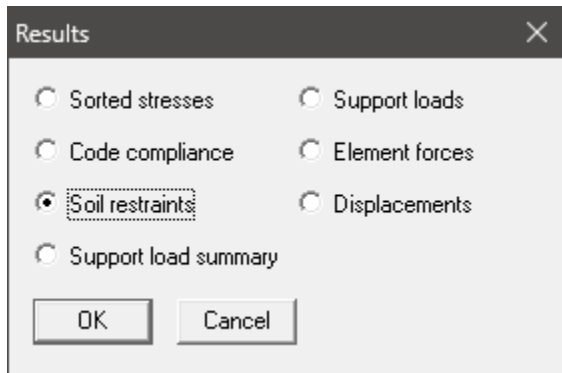 Results
Sorted stresses
Support loads
Code compliance
Element forces
Soil restraints
Displacements
Support load summary
OK
Cancel